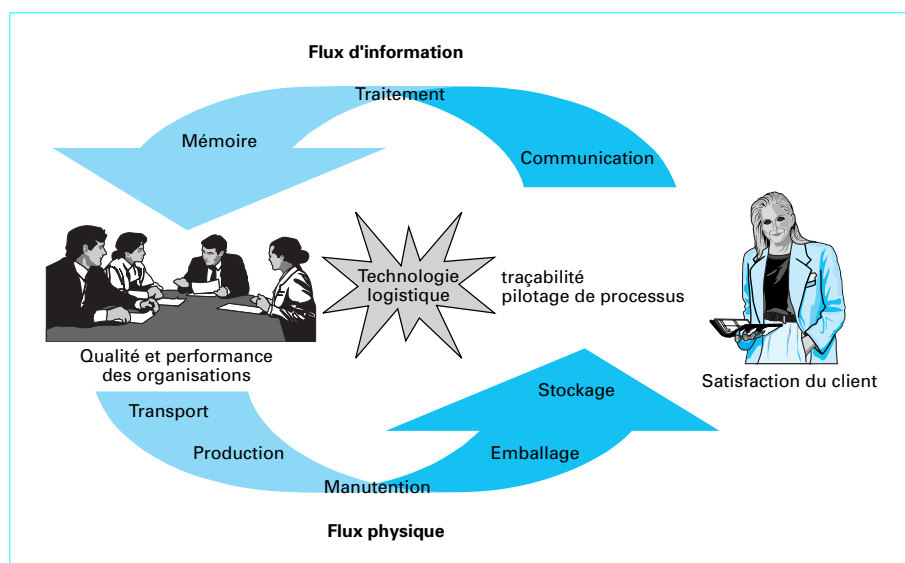 Flux d'information
Traitement
Mémoire
Communication
Technologie
logistique
traçabilité
pilotage de processus
Qualité et performance
des organisations
Satisfaction du client
Transport
Stockage
Production
Emballage
Manutention
Flux physique